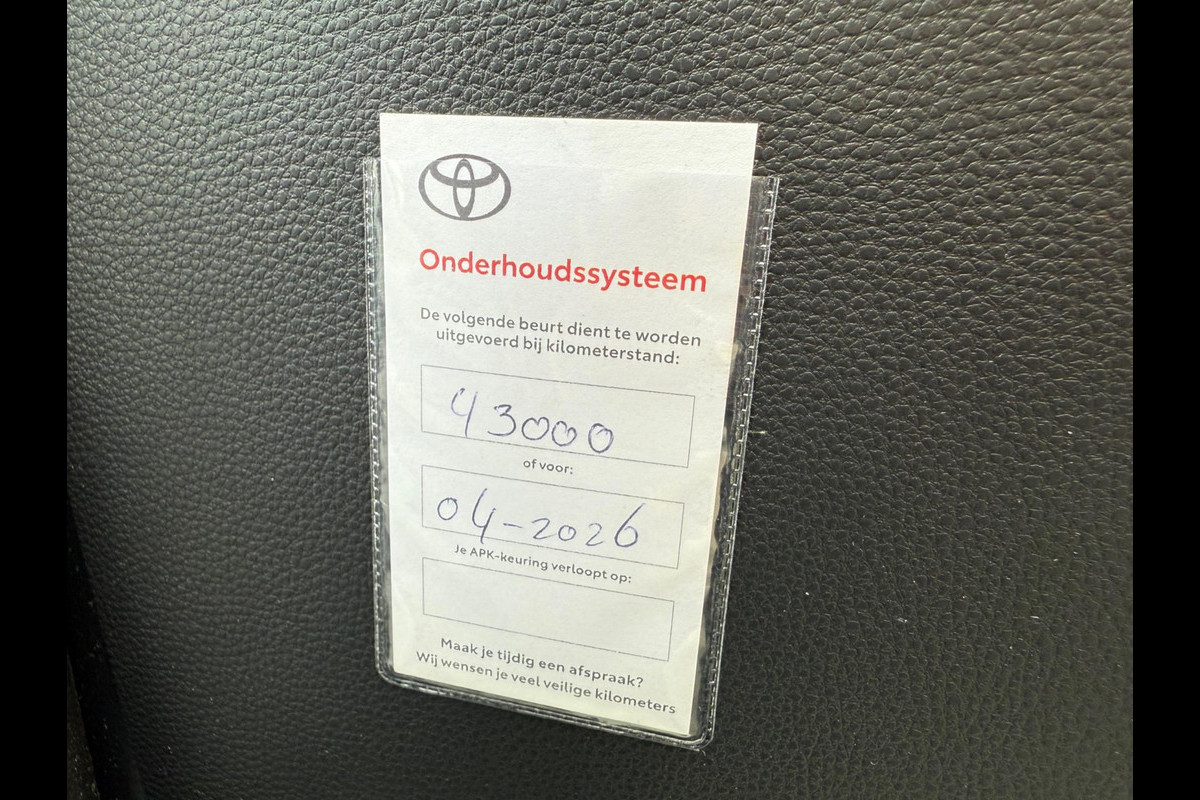 Onderhoudssysteem
De volgende beurt dient te worden
uitgevoerd bij kilometerstand:
43000
of voor:
04-2026
Je APK-keuring verloopt op:
Maak je tijdig een afspraak?
Wij wensen je veel veilige kilometers